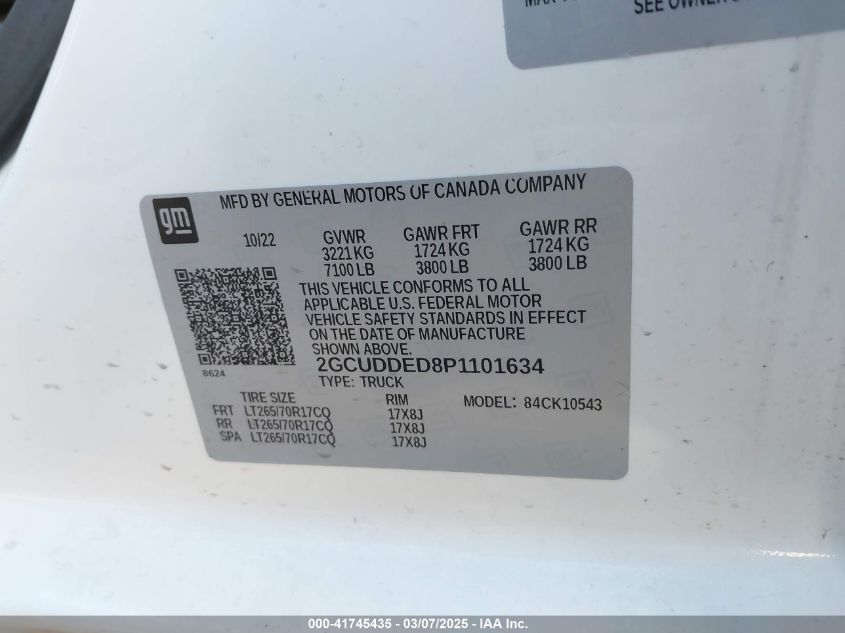 SEE OWNER
gm
MFD BY GENERAL MOTORS OF CANADA COMPANY
10/22 GVWR GAWR FRT GAWR RR
3221 KG 1724 KG 1724 KG
7100 LB 3800 LB 3800 LB
THIS VEHICLE CONFORMS TO ALL
APPLICABLE U.S. FEDERAL MOTOR
VEHICLE SAFETY STANDARDS IN EFFECT
ON THE DATE OF MANUFACTURE
SHOWN ABOVE.
8624
2GCUDDED8P1101634
TYPE: TRUCK
TIRE SIZE RIM MODEL: 84CK10543
FRT LT265/70R17CQ 17X8J
RR LT265/70R17CQ 17X8J
SPA LT265/70R17CQ 17X8J
000-41745435 - 03/07/2025 - IAA Inc.